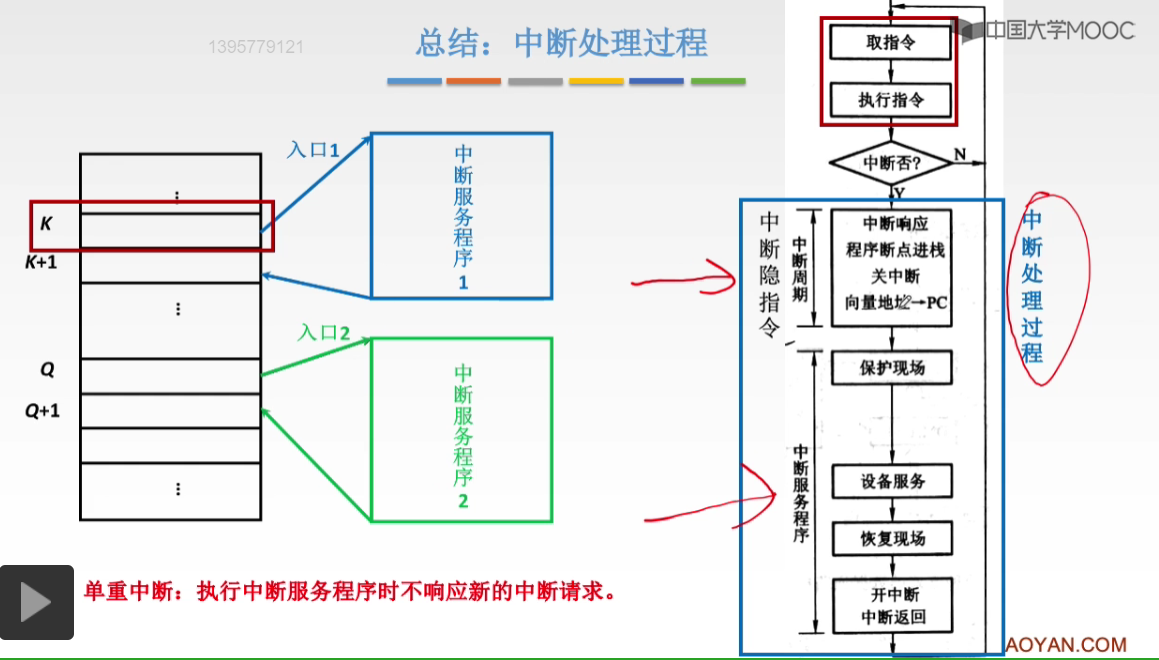 1395779121
总结：中断处理过程
中国大学MOOC
⋮
K
K+1
⋮
Q
Q+1
⋮
入口1
中断服务程序1
入口2
中断服务程序2
单重中断：执行中断服务程序时不响应新的中断请求。
取指令
执行指令
中断否?
N
Y
中断隐指令
中断周期
中断响应
程序断点进栈
关中断
向量地址→PC
中断服务程序
保护现场
设备服务
恢复现场
开中断
中断返回
中断处理过程
AOYAN.COM